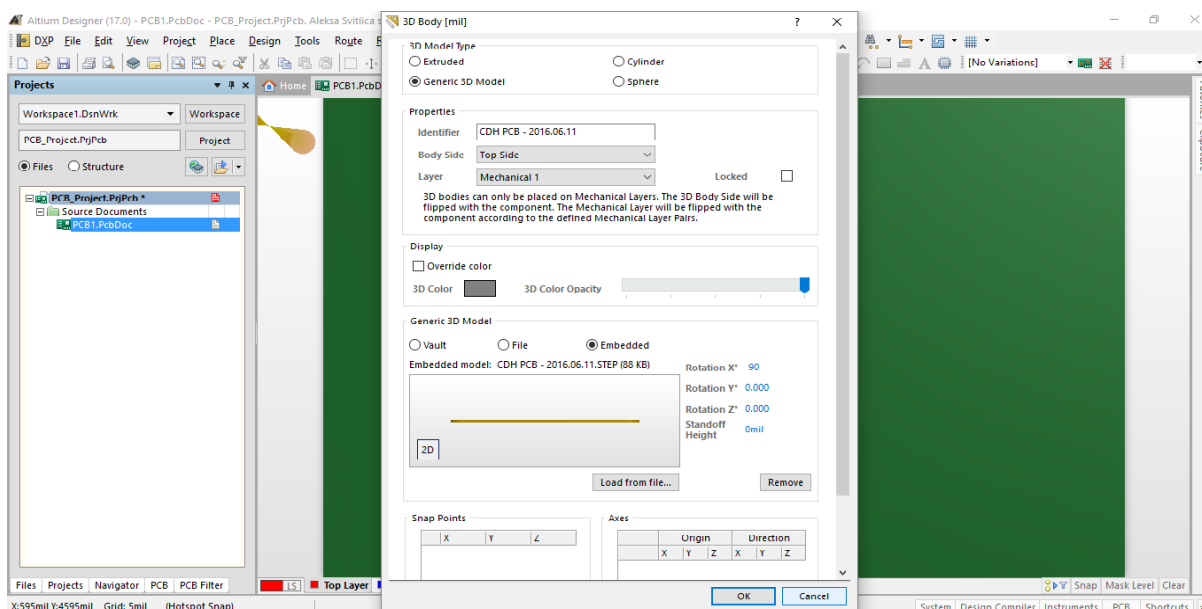 Altium Designer (17.0) - PCB1.PcbDoc - PCB_Project.PrjPcb. Aleksa Svitlica s
3D Body [mil]
DXP File Edit View Project Place Design Tools Route
[No Variations]
Projects
Home PCB1.PcbD
Workspace1.DsnWrk Workspace
PCB_Project.PrjPcb Project
Files Structure
PCB_Project.PrjPcb *
Source Documents
PCB1.PcbDoc
3D Model Type
Extruded Cylinder
Generic 3D Model Sphere
Properties
Identifier CDH PCB - 2016.06.11
Body Side Top Side
Layer Mechanical 1 Locked
3D bodies can only be placed on Mechanical Layers. The 3D Body Side will be
flipped with the component. The Mechanical Layer will be flipped with the
component according to the defined Mechanical Layer Pairs.
Display
Override color
3D Color 3D Color Opacity
Generic 3D Model
Vault File Embedded
Embedded model: CDH PCB - 2016.06.11.STEP (88 KB)
Rotation X° 90
Rotation Y° 0.000
Rotation Z° 0.000
Standoff
Height 0mil
2D
Load from file... Remove
Snap Points Axes
X Y Z Origin Direction
X Y Z X Y Z
OK Cancel
Files Projects Navigator PCB PCB Filter LS Top Layer Snap Mask Level Clear
X:595mil Y:4595mil Grid: 5mil (Hotspot Snap) System Design Compiler Instruments PCB Shortcuts